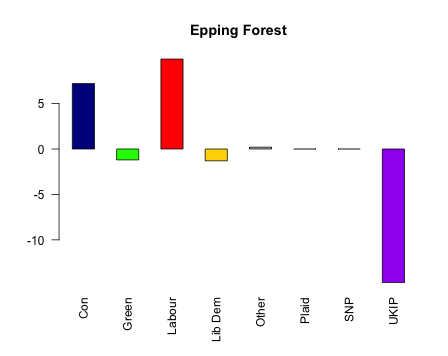 Epping Forest
5
0
-5
-10
Con
Green
Labour
Lib Dem
Other
Plaid
SNP
UKIP